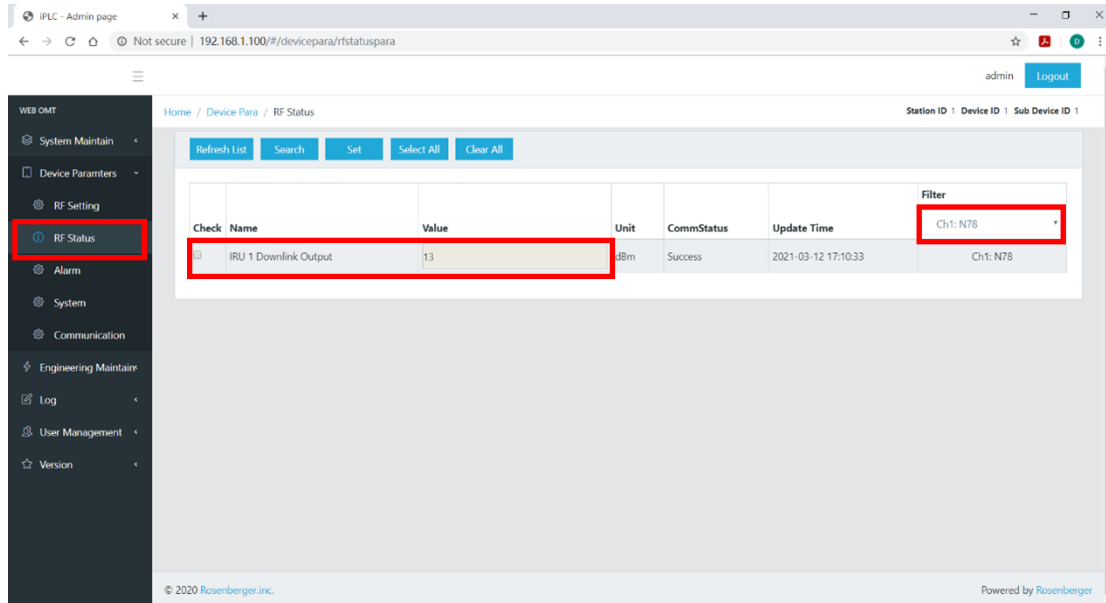 iPLC - Admin page
Not secure | 192.168.1.100/#/devicepara/rfstatuspara
D
admin Logout
WEB OMT
Home / Device Para / RF Status
Station ID 1 Device ID 1 Sub Device ID 1
System Maintain
Refresh List Search Set Select All Clear All
Device Paramters
RF Setting
RF Status
Alarm
System
Communication
Engineering Maintain
Log
User Management
Version
Filter
Check Name Value Unit CommStatus Update Time Ch1: N78
IRU 1 Downlink Output 13 dBm Success 2021-03-12 17:10:33 Ch1: N78
© 2020 Rosenberger.inc.
Powered by Rosenberger